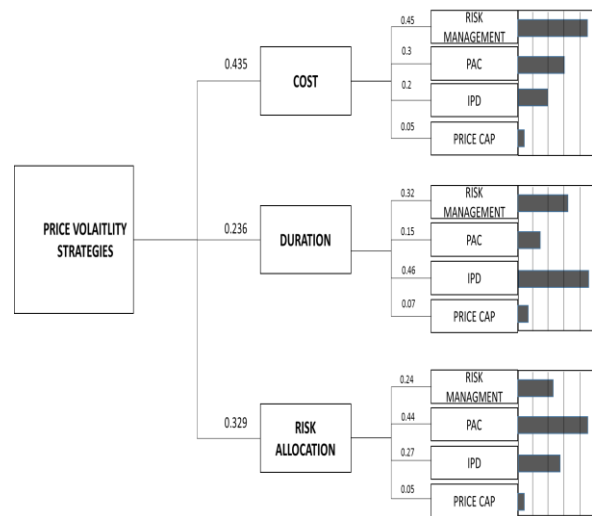 PRICE VOLAITLITY
STRATEGIES
0.435
COST
0.45
RISK
MANAGEMENT
0.3
PAC
0.2
IPD
0.05
PRICE CAP
0.236
DURATION
0.32
RISK
MANAGEMENT
0.15
PAC
0.46
IPD
0.07
PRICE CAP
0.329
RISK
ALLOCATION
0.24
RISK
MANAGMENT
0.44
PAC
0.27
IPD
0.05
PRICE CAP